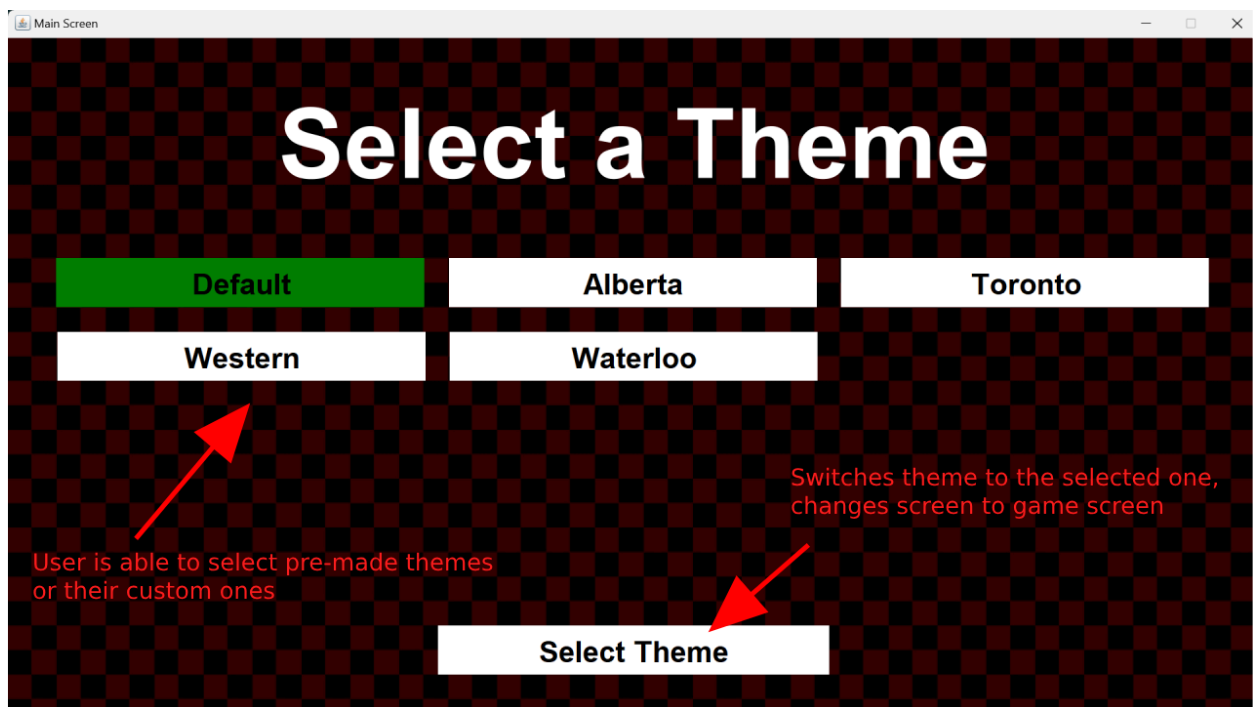 Main Screen
Select a Theme
Default
Alberta
Toronto
Western
Waterloo
Switches theme to the selected one,
changes screen to game screen
User is able to select pre-made themes
or their custom ones
Select Theme